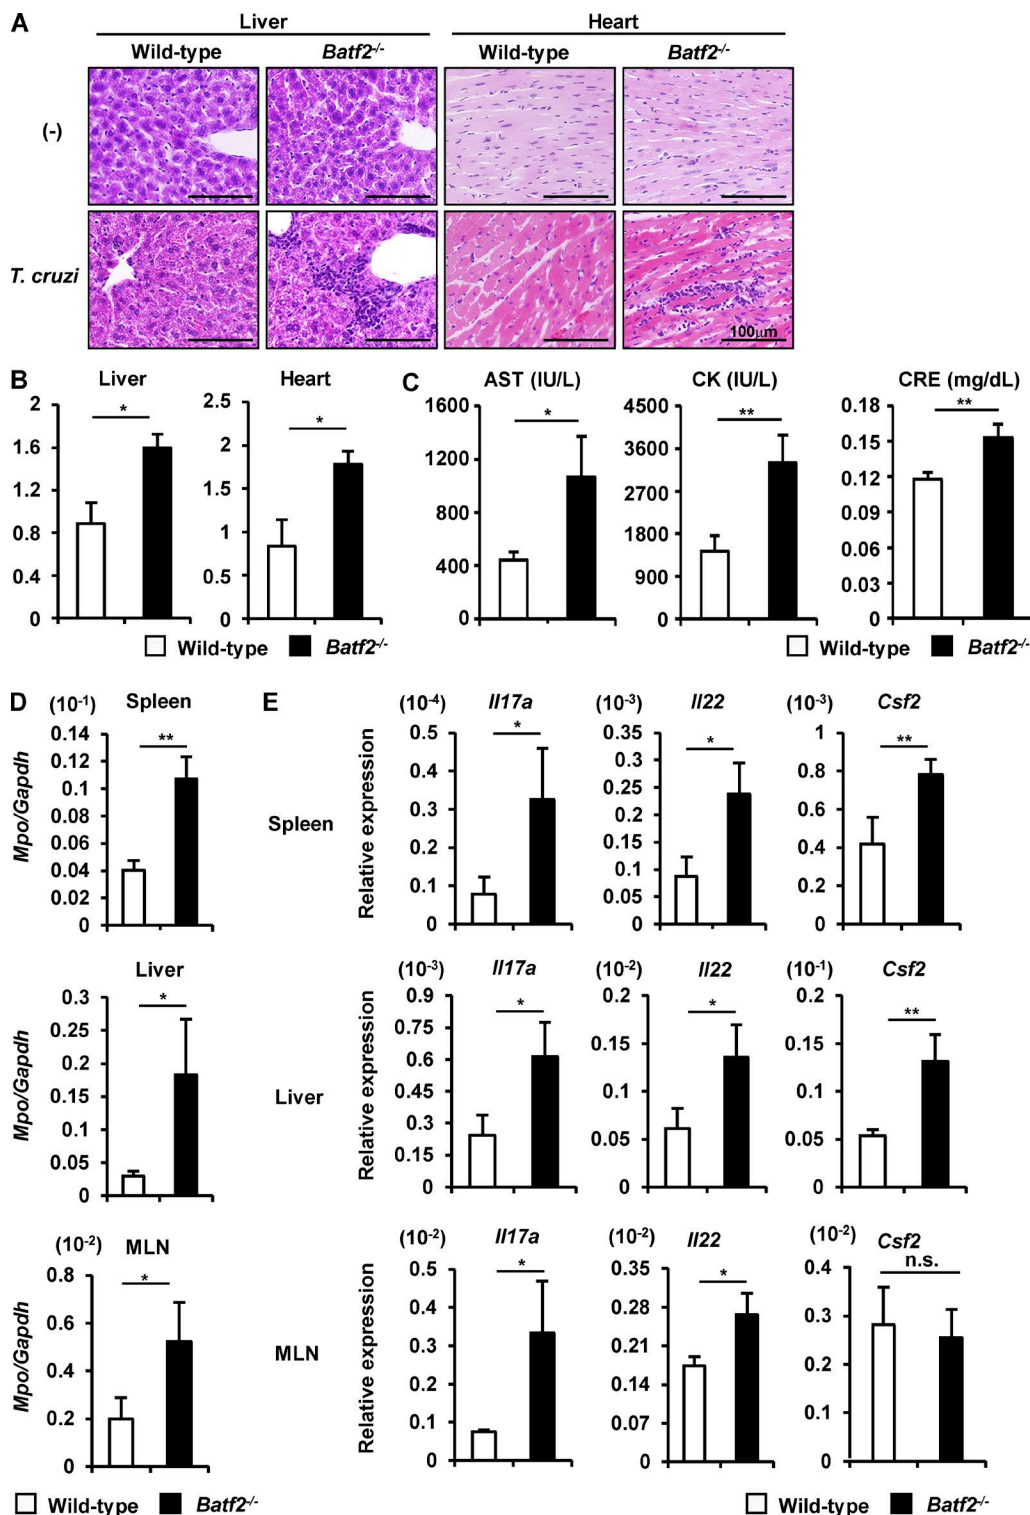 A
Liver
Heart
Wild-type
Batf2-/-
Wild-type
Batf2-/-
(-)
T. cruzi
100μm
B
Liver
Heart
C
AST (IU/L)
CK (IU/L)
CRE (mg/dL)
*
*
*
**
**
2
1.6
1.2
0.8
0.4
0
2.5
2
1.5
1
0.5
0
1600
1200
800
400
0
4500
3600
2700
1800
900
0
0.18
0.15
0.12
0.09
0.06
0.03
0
Wild-type
Batf2-/-
Wild-type
Batf2-/-
D
(10-1)
Spleen
Mpo/Gapdh
**
0.14
0.12
0.1
0.08
0.06
0.04
0.02
0
Liver
Mpo/Gapdh
*
0.3
0.25
0.2
0.15
0.1
0.05
0
(10-2)
MLN
Mpo/Gapdh
*
0.8
0.6
0.4
0.2
0
Wild-type
Batf2-/-
E
Spleen
Relative expression
(10-4)
Il17a
*
0.5
0.4
0.3
0.2
0.1
0
(10-3)
Il22
*
0.35
0.3
0.25
0.2
0.15
0.1
0.05
0
(10-3)
Csf2
**
1
0.8
0.6
0.4
0.2
0
Liver
Relative expression
(10-3)
Il17a
*
0.9
0.75
0.6
0.45
0.3
0.15
0
(10-2)
Il22
*
0.2
0.15
0.1
0.05
0
(10-1)
Csf2
**
0.2
0.15
0.1
0.05
0
MLN
Relative expression
(10-2)
Il17a
*
0.5
0.4
0.3
0.2
0.1
0
(10-2)
Il22
*
0.35
0.28
0.21
0.14
0.07
0
(10-2)
Csf2
n.s.
0.4
0.3
0.2
0.1
0
Wild-type
Batf2-/-